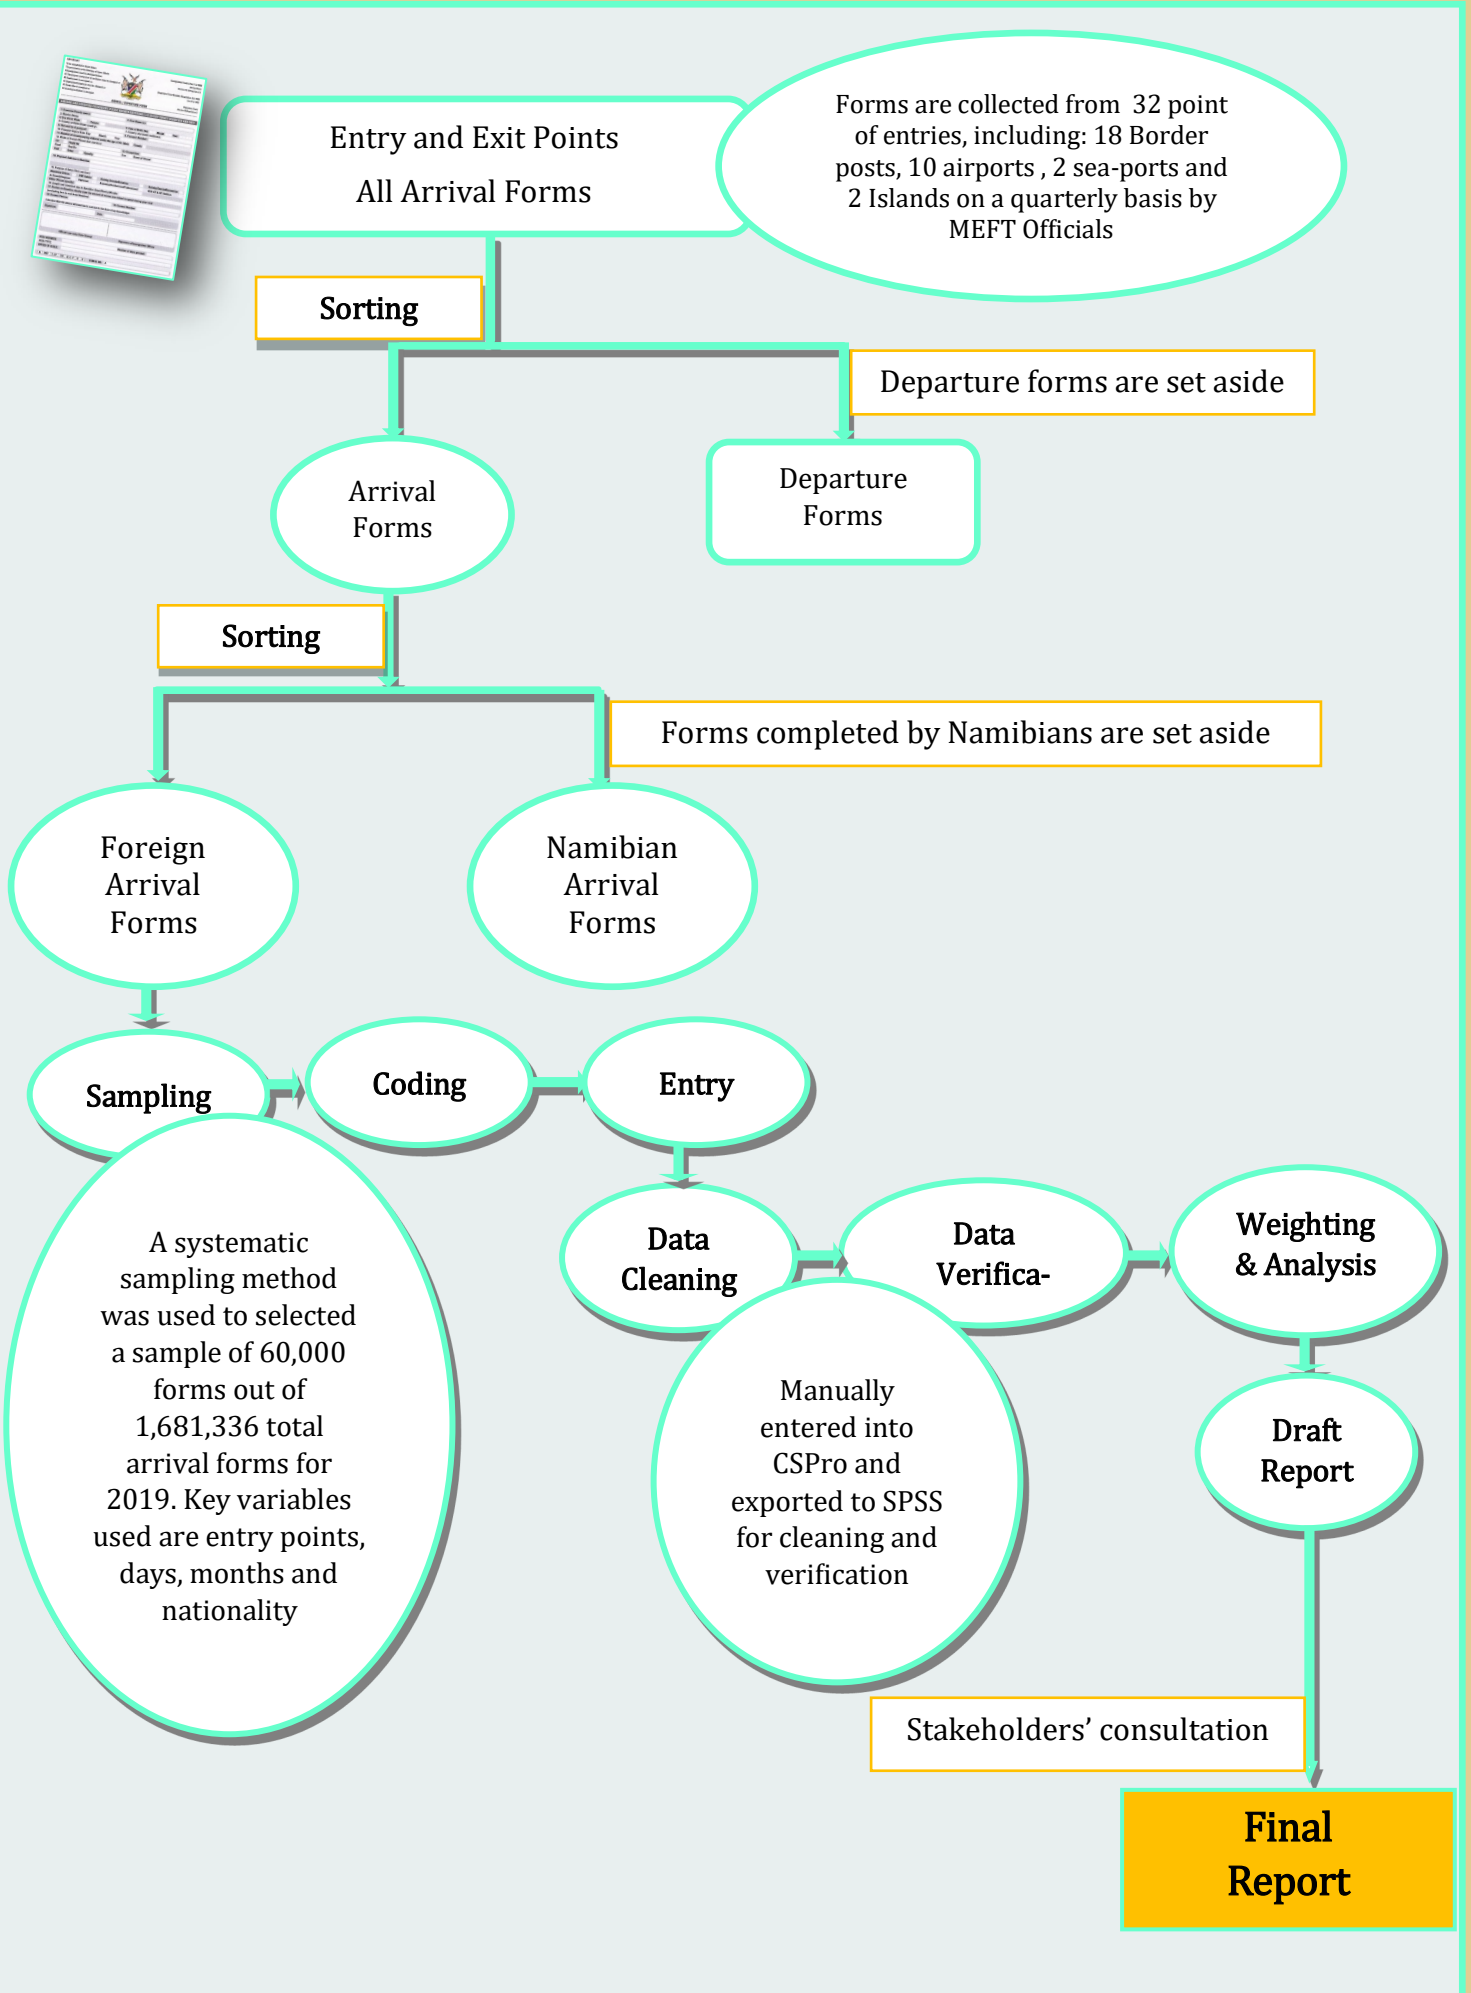 Entry and Exit Points
All Arrival Forms
Forms are collected from 32 point
of entries, including: 18 Border
posts, 10 airports , 2 sea-ports and
2 Islands on a quarterly basis by
MEFT Officials
Sorting
Departure forms are set aside
Arrival
Forms
Departure
Forms
Sorting
Forms completed by Namibians are set aside
Foreign
Arrival
Forms
Namibian
Arrival
Forms
Sampling
Coding
Entry
A systematic
sampling method
was used to selected
a sample of 60,000
forms out of
1,681,336 total
arrival forms for
2019. Key variables
used are entry points,
days, months and
nationality
Data
Cleaning
Data
Verifica-
Weighting
& Analysis
Manually
entered into
CSPro and
exported to SPSS
for cleaning and
verification
Draft
Report
Stakeholders’ consultation
Final
Report